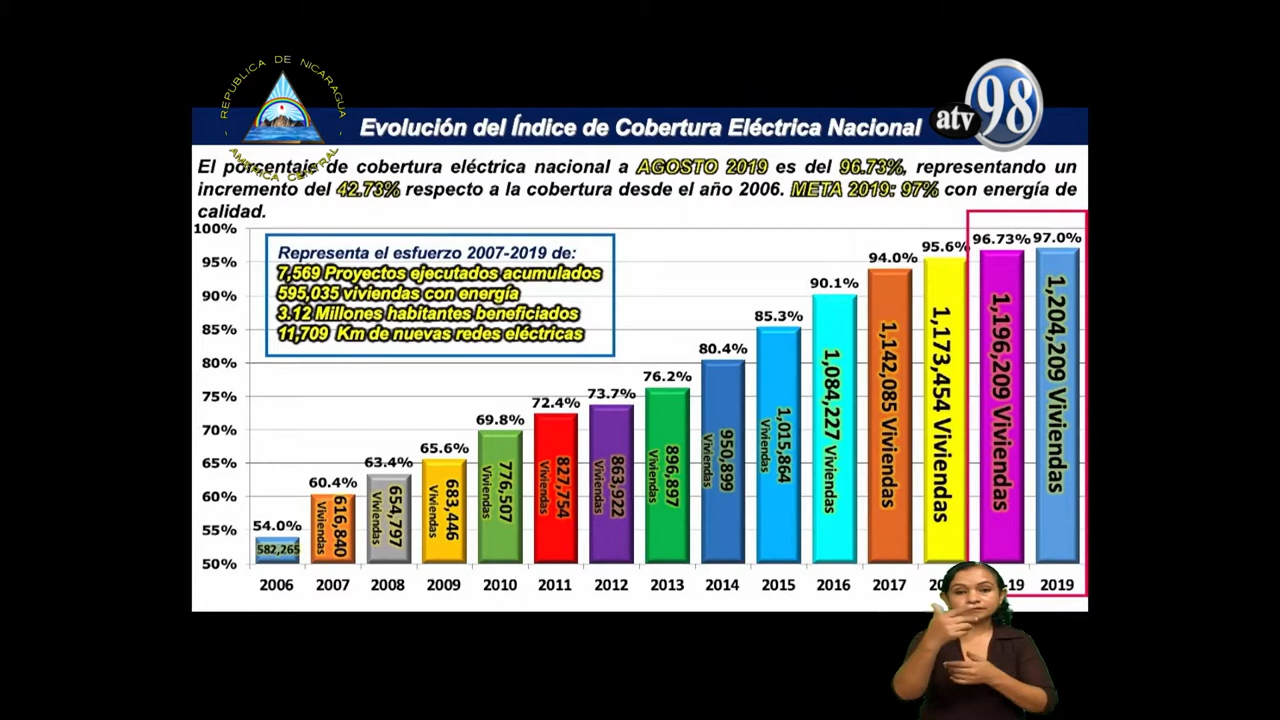 REPUBLICA DE NICARAGUA
AMERICA CENTRAL
atv 98
Evolución del Índice de Cobertura Eléctrica Nacional
El porcentaje de cobertura eléctrica nacional a AGOSTO 2019 es del 96.73%, representando un
incremento del 42.73% respecto a la cobertura desde el año 2006. META 2019: 97% con energía de
calidad.
Representa el esfuerzo 2007-2019 de:
7,569 Proyectos ejecutados acumulados
595,035 viviendas con energía
3.12 Millones habitantes beneficiados
11,709 Km de nuevas redes eléctricas
100%
95%
90%
85%
80%
75%
70%
65%
60%
55%
50%
54.0%
60.4%
63.4%
65.6%
69.8%
72.4%
73.7%
76.2%
80.4%
85.3%
90.1%
94.0%
95.6%
96.73%
97.0%
582,265
616,840 Viviendas
654,797 Viviendas
683,446 Viviendas
776,507 Viviendas
827,754 Viviendas
863,922 Viviendas
896,897 Viviendas
950,899 Viviendas
1,015,864 Viviendas
1,084,227 Viviendas
1,142,085 Viviendas
1,173,454 Viviendas
1,196,209 Viviendas
1,204,209 Viviendas
2006 2007 2008 2009 2010 2011 2012 2013 2014 2015 2016 2017 2019